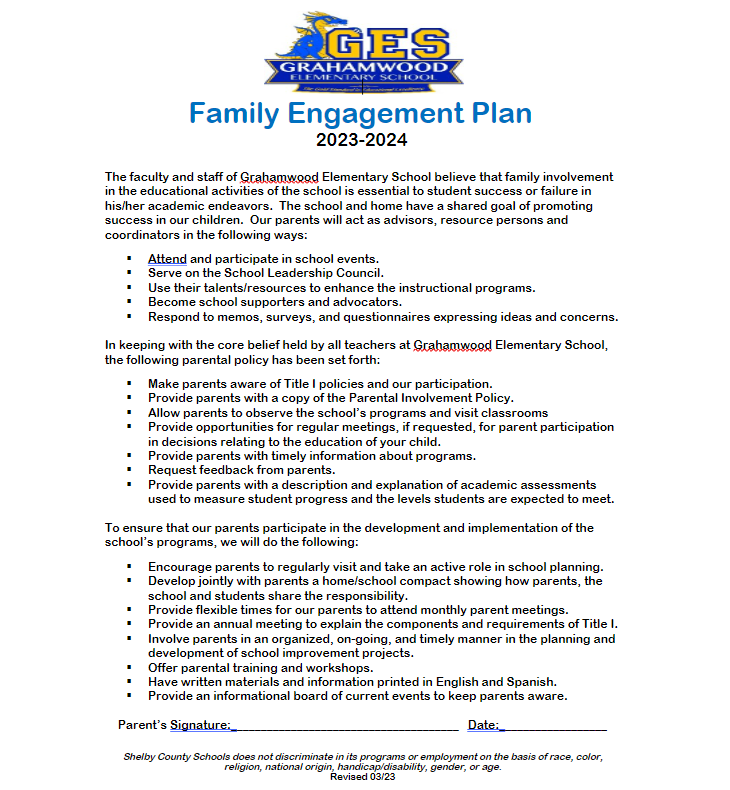 GES
GRAHAMWOOD
ELEMENTARY SCHOOL
Family Engagement Plan
2023-2024
The faculty and staff of Grahamwood Elementary School believe that family involvement
in the educational activities of the school is essential to student success or failure in
his/her academic endeavors.  The school and home have a shared goal of promoting
success in our children.  Our parents will act as advisors, resource persons and
coordinators in the following ways:
▪ Attend and participate in school events.
▪ Serve on the School Leadership Council.
▪ Use their talents/resources to enhance the instructional programs.
▪ Become school supporters and advocators.
▪ Respond to memos, surveys, and questionnaires expressing ideas and concerns.
In keeping with the core belief held by all teachers at Grahamwood Elementary School,
the following parental policy has been set forth:
▪ Make parents aware of Title I policies and our participation.
▪ Provide parents with a copy of the Parental Involvement Policy.
▪ Allow parents to observe the school's programs and visit classrooms
▪ Provide opportunities for regular meetings, if requested, for parent participation
in decisions relating to the education of your child.
▪ Provide parents with timely information about programs.
▪ Request feedback from parents.
▪ Provide parents with a description and explanation of academic assessments
used to measure student progress and the levels students are expected to meet.
To ensure that our parents participate in the development and implementation of the
school's programs, we will do the following:
▪ Encourage parents to regularly visit and take an active role in school planning.
▪ Develop jointly with parents a home/school compact showing how parents, the
school and students share the responsibility.
▪ Provide flexible times for our parents to attend monthly parent meetings.
▪ Provide an annual meeting to explain the components and requirements of Title I.
▪ Involve parents in an organized, on-going, and timely manner in the planning and
development of school improvement projects.
▪ Offer parental training and workshops.
▪ Have written materials and information printed in English and Spanish.
▪ Provide an informational board of current events to keep parents aware.
Parent's Signature:__________________________________ Date:________________
Shelby County Schools does not discriminate in its programs or employment on the basis of race, color,
religion, national origin, handicap/disability, gender, or age.
Revised 03/23